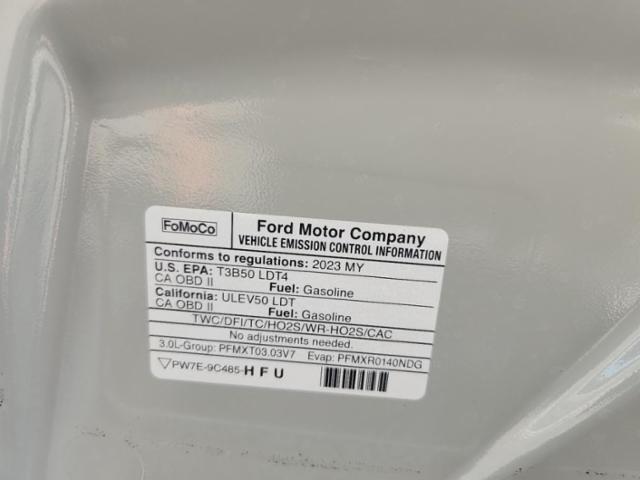 FoMoCo
Ford Motor Company
VEHICLE EMISSION CONTROL INFORMATION
Conforms to regulations: 2023 MY
U.S. EPA: T3B50 LDT4
CA OBD II Fuel: Gasoline
California: ULEV50 LDT
CA OBD II Fuel: Gasoline
TWC/DFI/TC/HO2S/WR-HO2S/CAC
No adjustments needed.
3.0L-Group: PFMXT03.03V7 Evap: PFMXR0140NDG
PW7E-9C485-HFU